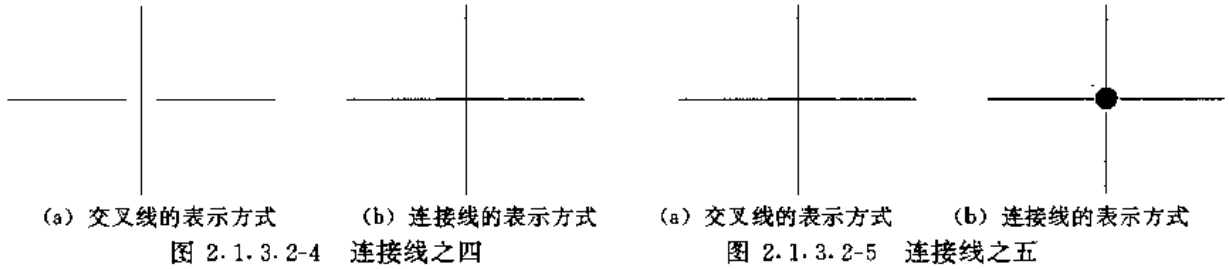 (a) 交叉线的表示方式 (b) 连接线的表示方式 (a) 交叉线的表示方式 (b) 连接线的表示方式
图 2.1.3.2-4 连接线之四 图 2.1.3.2-5 连接线之五